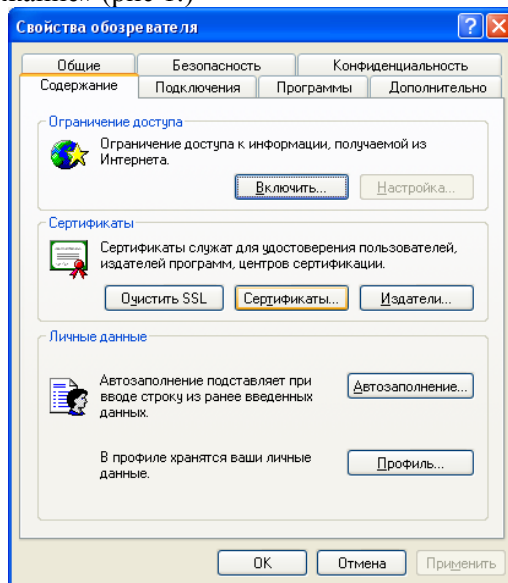 Свойства обозревателя
Общие Безопасность Конфиденциальность
Содержание Подключения Программы Дополнительно
Ограничение доступа
Ограничение доступа к информации, получаемой из
Интернета.
Включить... Настройка...
Сертификаты
Сертификаты служат для удостоверения пользователей,
издателей программ, центров сертификации.
Очистить SSL Сертификаты... Издатели...
Личные данные
Автозаполнение подставляет при
вводе строку из ранее введенных
данных.
Автозаполнение...
В профиле хранятся ваши личные
данные.
Профиль...
OK Отмена Применить